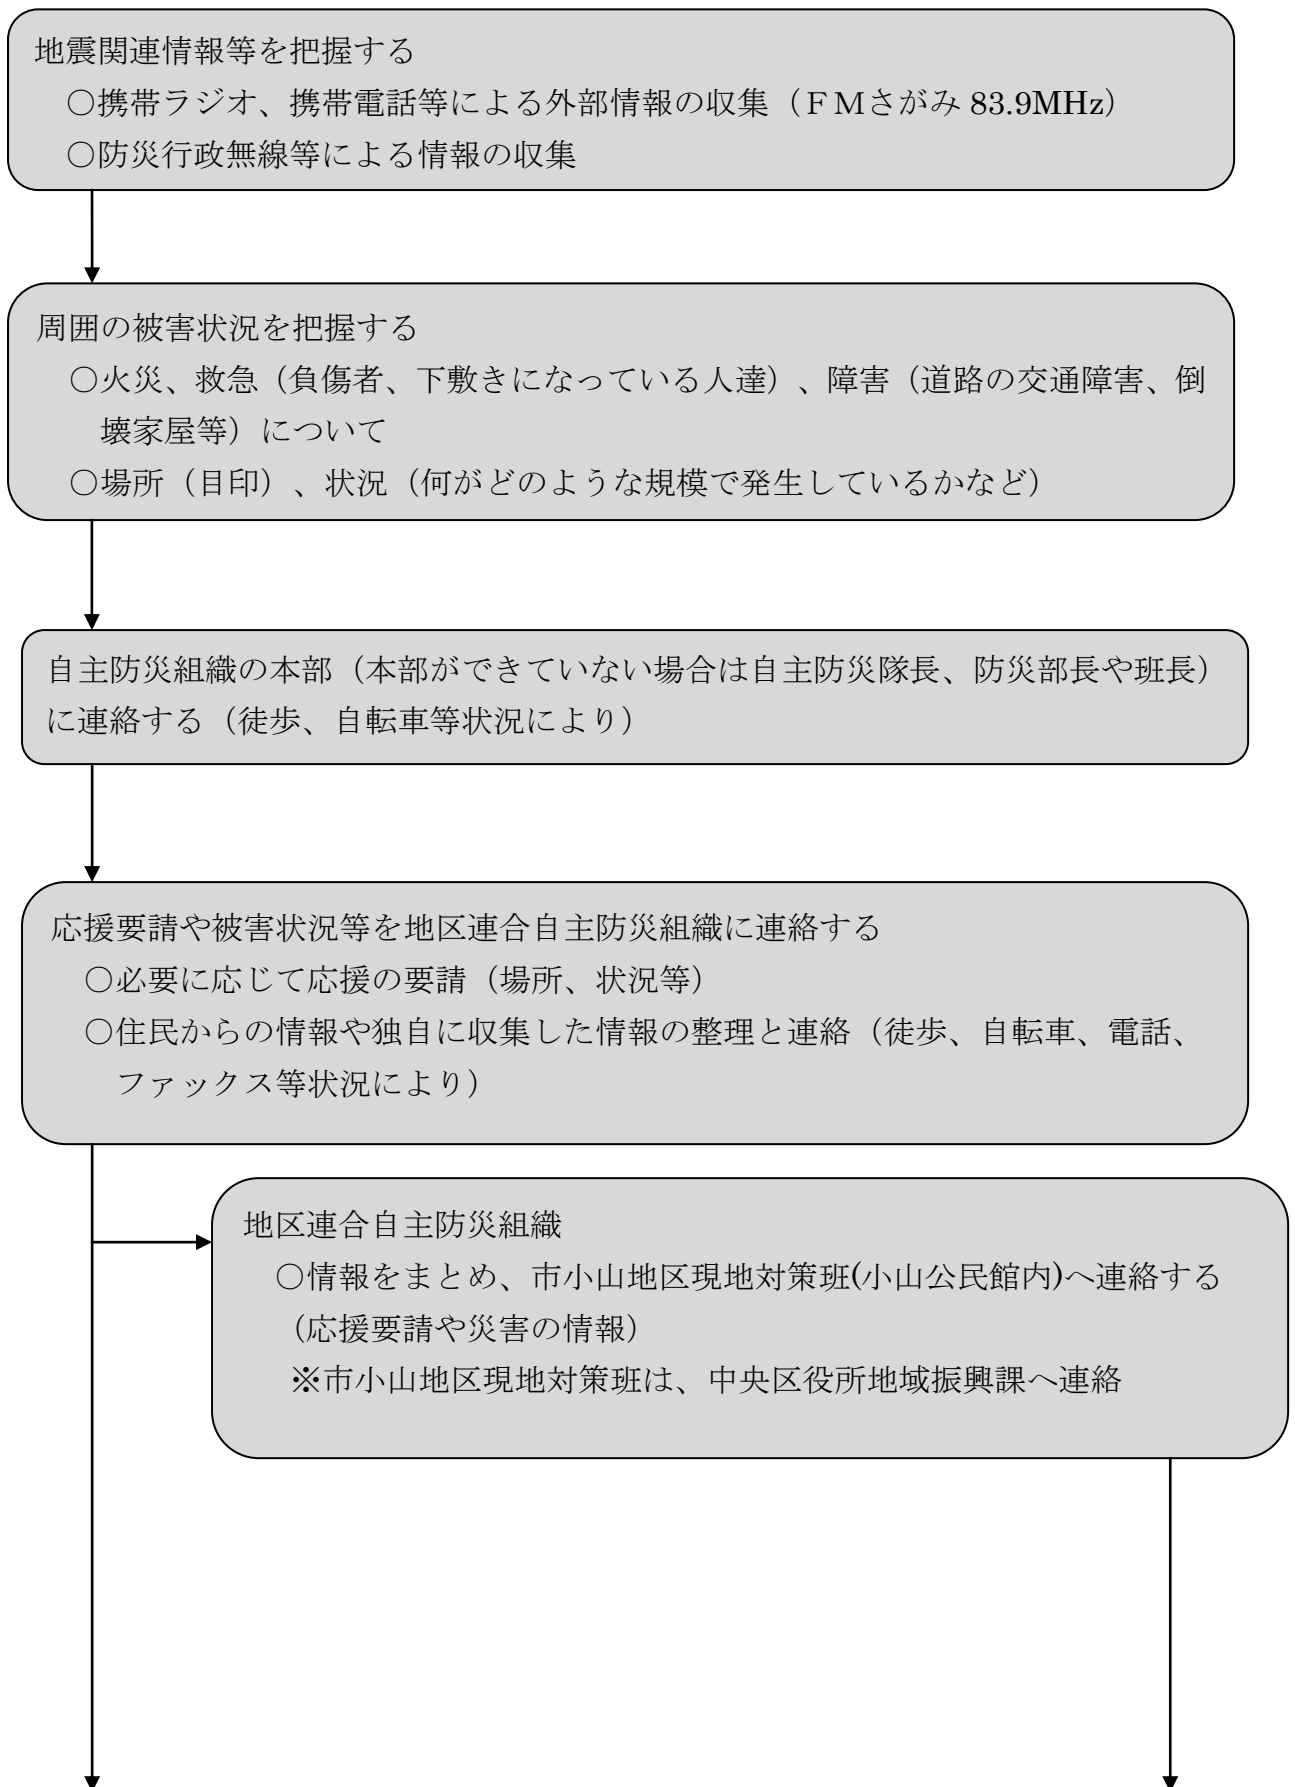 地震関連情報等を把握する
○携帯ラジオ、携帯電話等による外部情報の収集（ＦＭさがみ 83.9MHz）
○防災行政無線等による情報の収集
周囲の被害状況を把握する
○火災、救急（負傷者、下敷きになっている人達）、障害（道路の交通障害、倒
壊家屋等）について
○場所（目印）、状況（何がどのような規模で発生しているかなど）
自主防災組織の本部（本部ができていない場合は自主防災隊長、防災部長や班長）
に連絡する（徒歩、自転車等状況により）
応援要請や被害状況等を地区連合自主防災組織に連絡する
○必要に応じて応援の要請（場所、状況等）
○住民からの情報や独自に収集した情報の整理と連絡（徒歩、自転車、電話、
ファックス等状況により）
地区連合自主防災組織
○情報をまとめ、市小山地区現地対策班(小山公民館内)へ連絡する
（応援要請や災害の情報）
※市小山地区現地対策班は、中央区役所地域振興課へ連絡